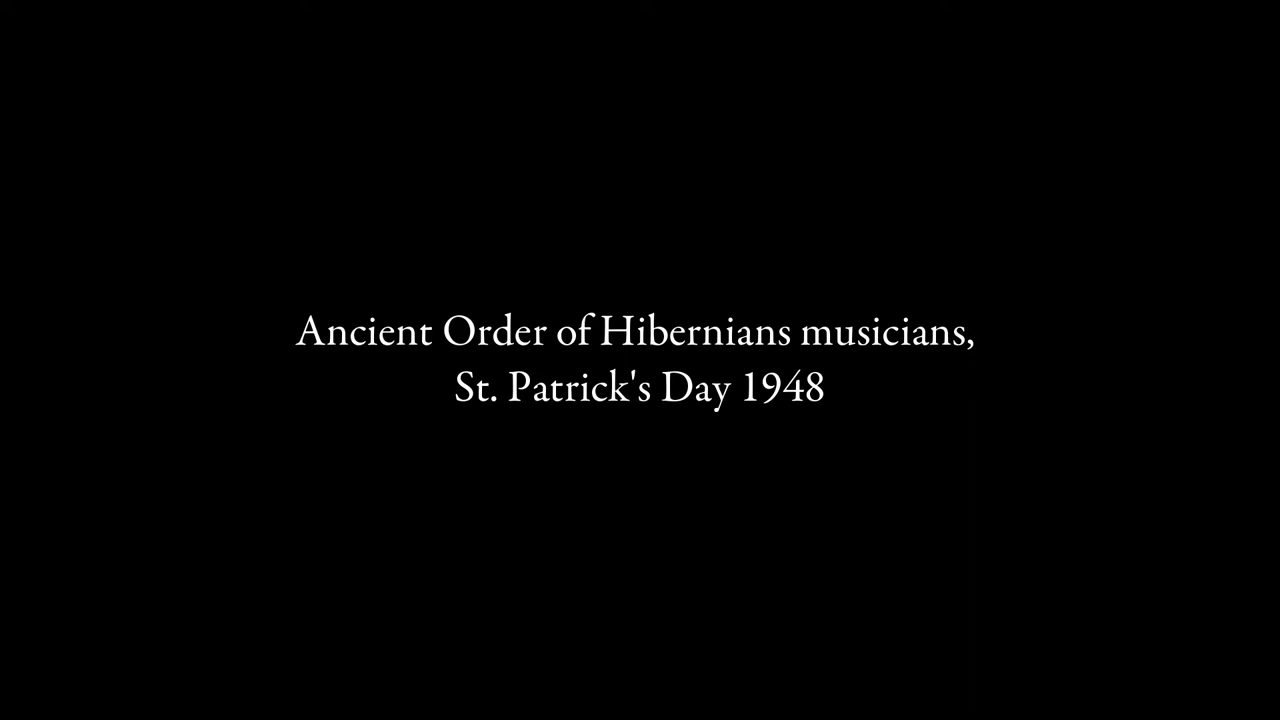 Ancient Order of Hibernians musicians,
St. Patrick's Day 1948